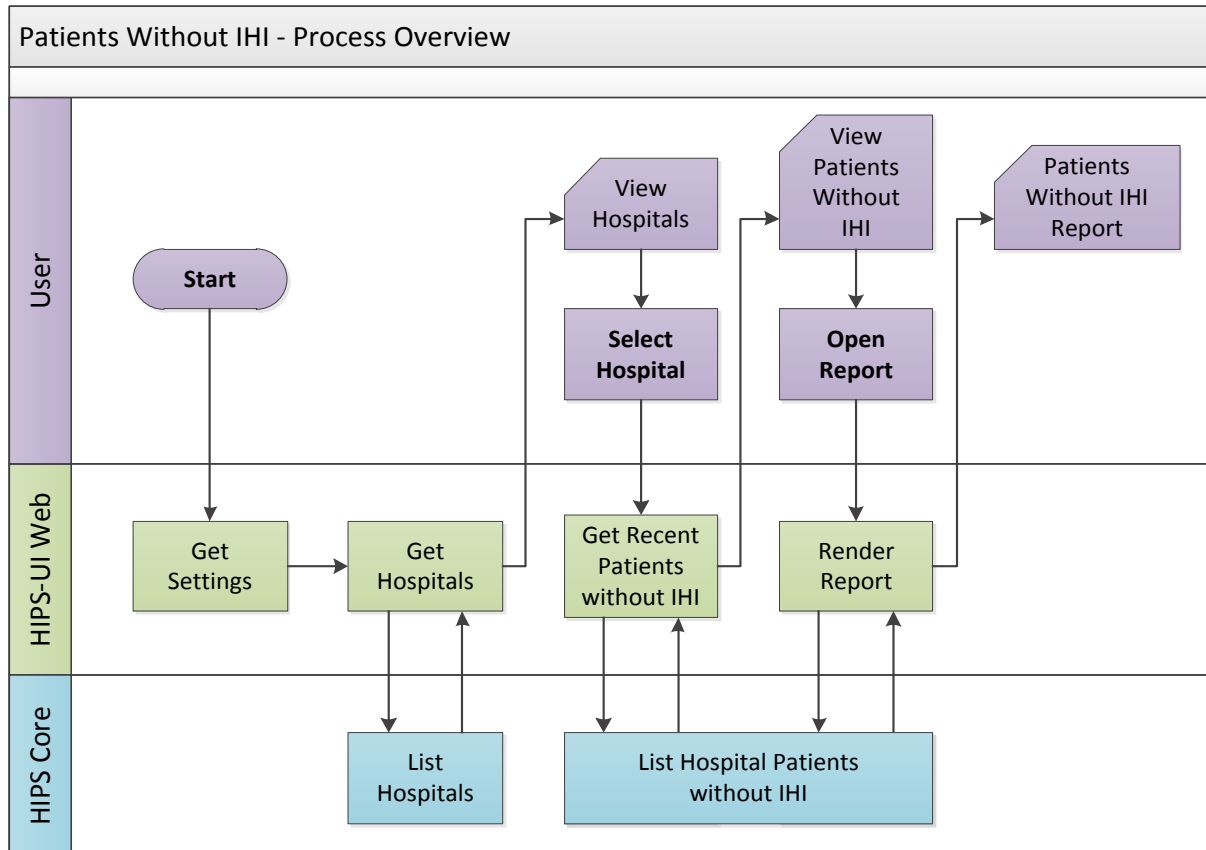 Patients Without IHI - Process Overview
User
View
Hospitals
View
Patients
Without
IHI
Patients
Without IHI
Report
Start
Select
Hospital
Open
Report
HIPS-UI Web
Get
Settings
Get
Hospitals
Get Recent
Patients
without IHI
Render
Report
HIPS Core
List
Hospitals
List Hospital Patients
without IHI